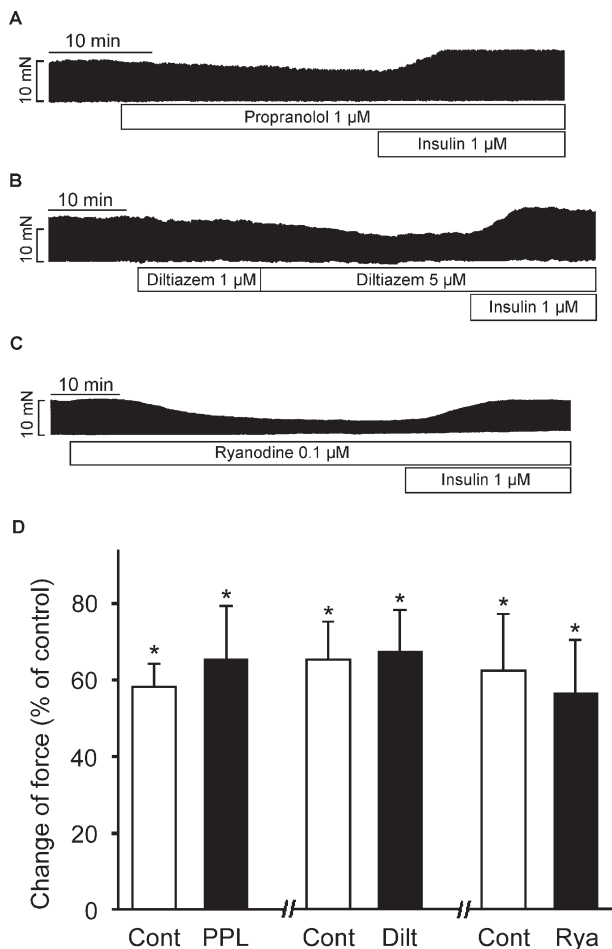 A
10 min
10 mN
Propranolol 1 µM
Insulin 1 µM
B
10 min
10 mN
Diltiazem 1 µM
Diltiazem 5 µM
Insulin 1 µM
C
10 min
10 mN
Ryanodine 0.1 µM
Insulin 1 µM
D
Change of force (% of control)
80
60
40
20
0
* * * * * *
Cont PPL Cont Dilt Cont Rya